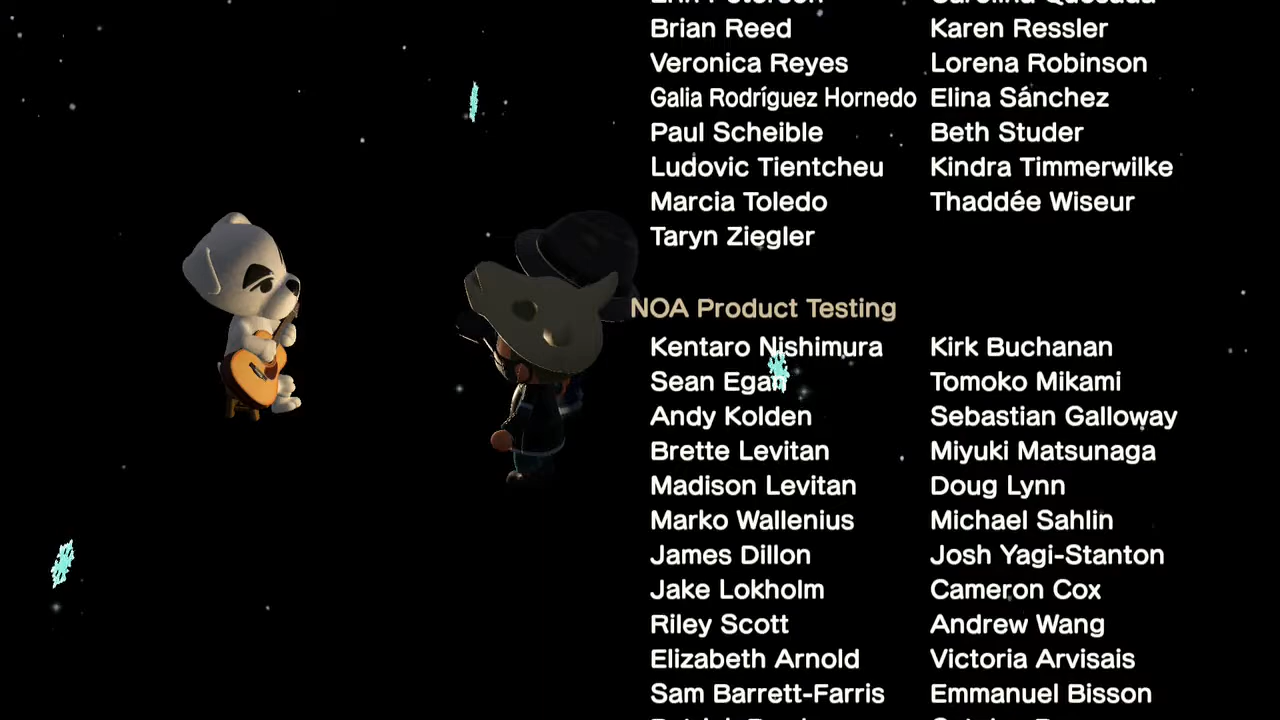 Brian Reed Karen Ressler
Veronica Reyes Lorena Robinson
Galia Rodríguez Hornedo Elina Sánchez
Paul Scheible Beth Studer
Ludovic Tientcheu Kindra Timmerwilke
Marcia Toledo Thaddée Wiseur
Taryn Ziegler
NOA Product Testing
Kentaro Nishimura Kirk Buchanan
Sean Egan Tomoko Mikami
Andy Kolden Sebastian Galloway
Brette Levitan Miyuki Matsunaga
Madison Levitan Doug Lynn
Marko Wallenius Michael Sahlin
James Dillon Josh Yagi-Stanton
Jake Lokholm Cameron Cox
Riley Scott Andrew Wang
Elizabeth Arnold Victoria Arvisais
Sam Barrett-Farris Emmanuel Bisson